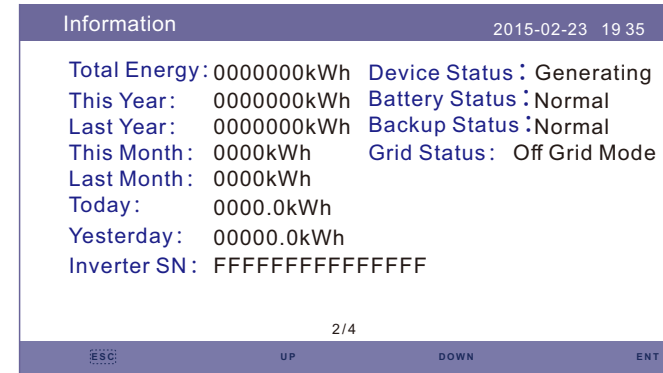 Information 2015-02-23 19 35
Total Energy: 0000000kWh Device Status: Generating
This Year: 0000000kWh Battery Status: Normal
Last Year: 0000000kWh Backup Status: Normal
This Month: 0000kWh Grid Status: Off Grid Mode
Last Month: 0000kWh
Today: 0000.0kWh
Yesterday: 00000.0kWh
Inverter SN: FFFFFFFFFFFFFFF
2/4
ESC UP DOWN ENT